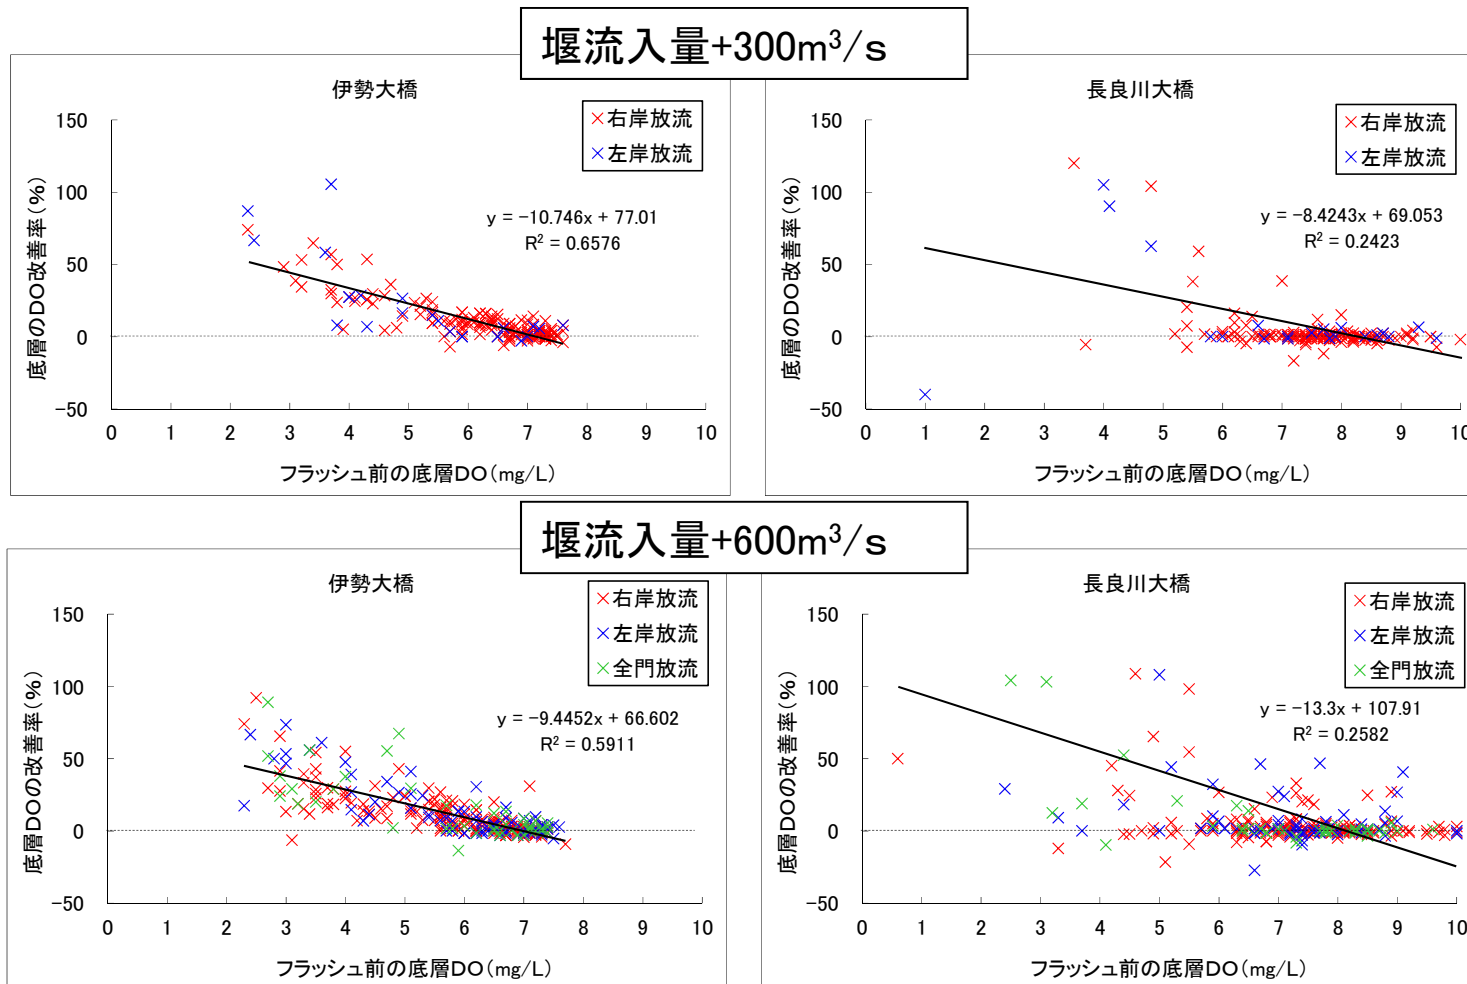 堰流入量+300m³/s
伊勢大橋
右岸放流
左岸放流
y = −10.746x + 77.01
R² = 0.6576
底層のDO改善率(%)
150
100
50
0
−50
0 1 2 3 4 5 6 7 8 9 10
フラッシュ前の底層DO(mg/L)
長良川大橋
右岸放流
左岸放流
y = −8.4243x + 69.053
R² = 0.2423
底層のDO改善率(%)
150
100
50
0
−50
0 1 2 3 4 5 6 7 8 9 10
フラッシュ前の底層DO(mg/L)
堰流入量+600m³/s
伊勢大橋
右岸放流
左岸放流
全門放流
y = −9.4452x + 66.602
R² = 0.5911
底層DOの改善率(%)
150
100
50
0
−50
0 1 2 3 4 5 6 7 8 9 10
フラッシュ前の底層DO(mg/L)
長良川大橋
右岸放流
左岸放流
全門放流
y = −13.3x + 107.91
R² = 0.2582
底層DOの改善率(%)
150
100
50
0
−50
0 1 2 3 4 5 6 7 8 9 10
フラッシュ前の底層DO(mg/L)